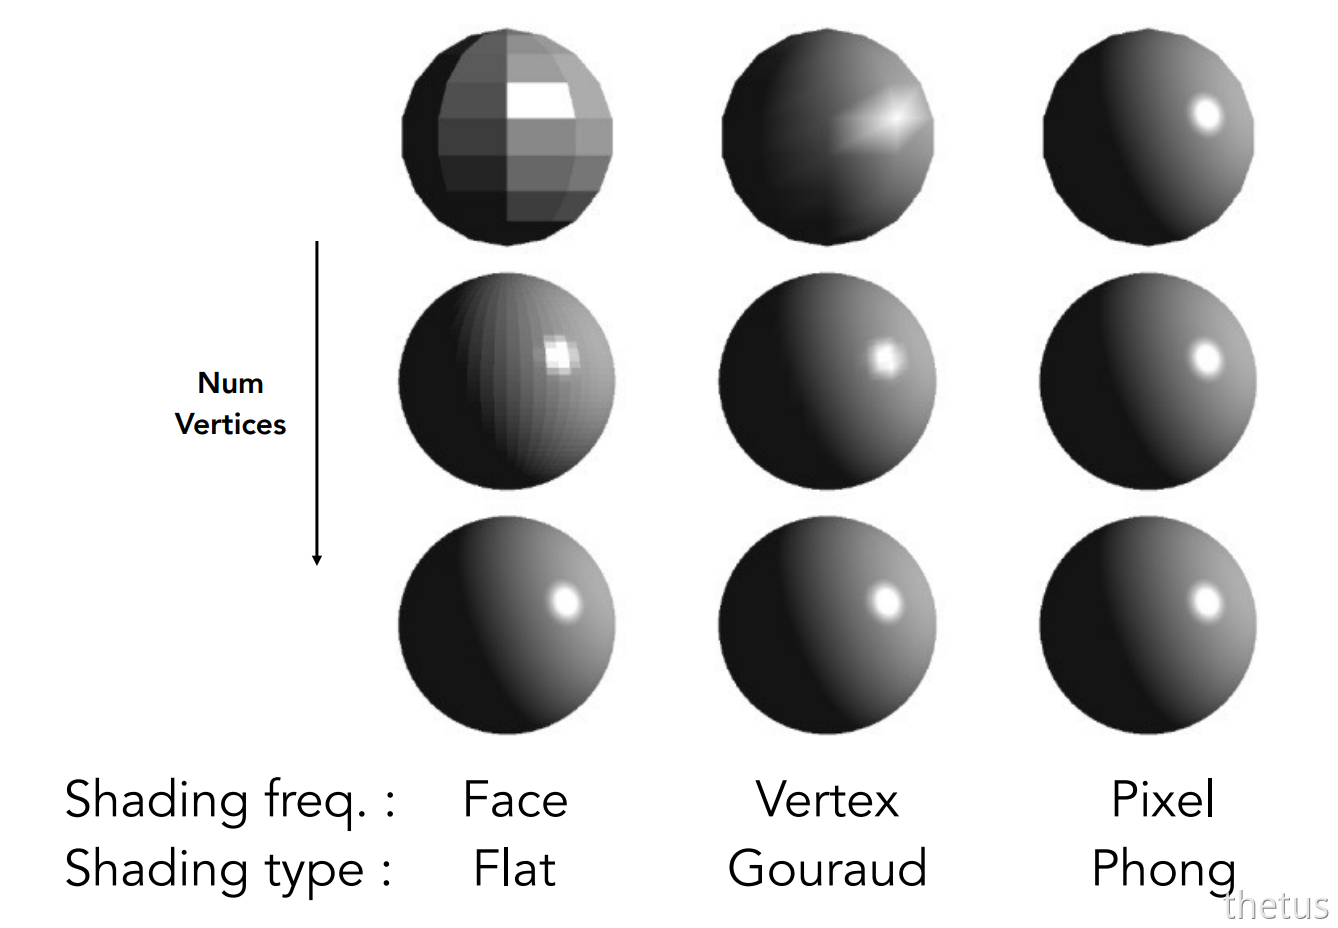 Num
Vertices
Shading freq. : Face Vertex Pixel
Shading type : Flat Gouraud Phong
thetus